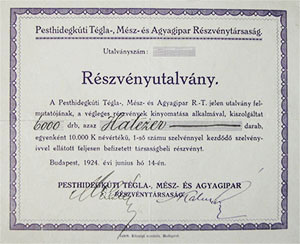 Pesthidegkúti Tégla-, Mész- és Agyagipar Részvénytársaság.
Utalványszám:
Részvényutalvány.
A Pesthidegkúti Tégla-, Mész- és Agyagipar R.-T. jelen utalvány felmutatójának, a végleges részvények kinyomatása alkalmával, kiszolgáltat
6000 drb, azaz Hatezer darab,
egyenként 10.000 K névértékű, 1-ső számu szelvénnyel kezdődő szelvényívvel ellátott teljesen befizetett társaságbeli részvényt.
Budapest, 1924. évi junius hó 14-én.
PESTHIDEGKÚTI TÉGLA-, MÉSZ- ÉS AGYAGIPAR
RÉSZVÉNYTÁRSASÁG